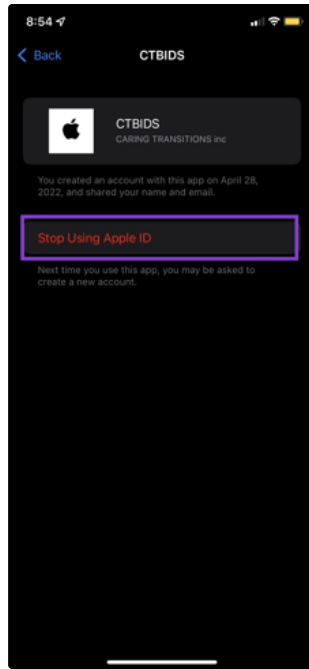 8:54
Back
CTBIDS
CTBIDS
CARING TRANSITIONS inc
You created an account with this app on April 28,
2022, and shared your name and email.
Stop Using Apple ID
Next time you use this app, you may be asked to
create a new account.